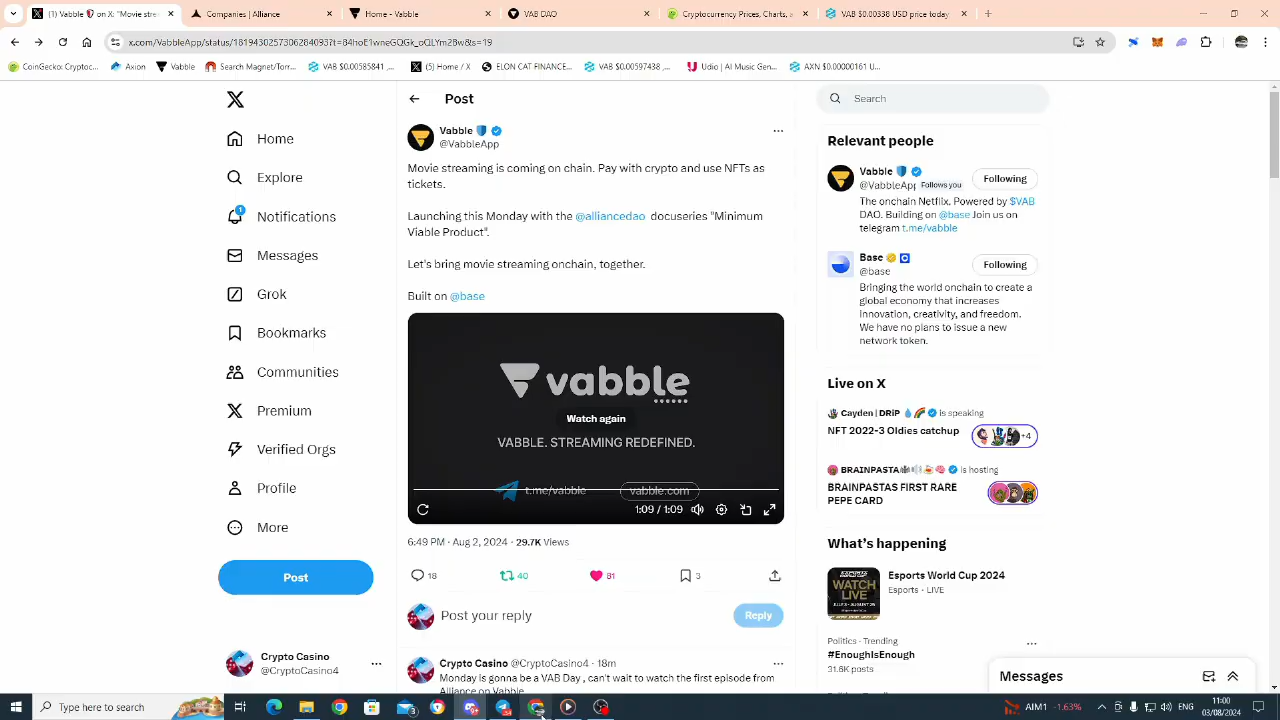 (1) Vabble on X: "Movie stre
Companies | Alliance
Home - Vabble
VAB DAO
Cryptocurrency Prices, Charts, a
VAB $0.00338 USD price today
CoinGecko: Cryptoc...
Axion
Vabble
Search Magnet/Torr...
VAB $0.00585841 ,...
(5) Home / X
ELON CAT FINANCE...
VAB $0.00597438 ,...
Udio | AI Music Gen...
AXN $0.00000161 U...
Home
Explore
1
Notifications
Messages
Grok
Bookmarks
Communities
Premium
Verified Orgs
Profile
More
Post
Crypto Casino
@CryptoCasino4
Post
Vabble
@VabbleApp
Movie streaming is coming on chain. Pay with crypto and use NFTs as
tickets.
Launching this Monday with the @alliancedao docuseries "Minimum
Viable Product".
Let's bring movie streaming onchain, together.
Built on @base
vabble
Watch again
VABBLE. STREAMING REDEFINED.
t.me/vabble
vabble.com
1:09 / 1:09
6:49 PM · Aug 2, 2024 · 29.7K Views
18
40
81
3
Post your reply
Reply
Crypto Casino @CryptoCasino4 · 18m
Monday is gonna be a VAB Day , can't wait to watch the first episode from
Alliance on Vabble
Search
Relevant people
Vabble
@VabbleApp Follows you
Following
The onchain Netflix. Powered by $VAB
DAO. Building on @base Join us on
telegram t.me/vabble
Base
@base
Following
Bringing the world onchain to create a
global economy that increases
innovation, creativity, and freedom.
We have no plans to issue a new
network token.
Live on X
Cayden | DRiP is speaking
NFT 2022-3 Oldies catchup
+4
BRAINPASTA is hosting
BRAINPASTAS FIRST RARE
PEPE CARD
What's happening
WATCH
LIVE
Esports World Cup 2024
Esports · LIVE
Politics · Trending
#EnoughIsEnough
31.6K posts
Messages
Type here to search
AIM1 -1.63%
ENG
11:00
03/08/2024